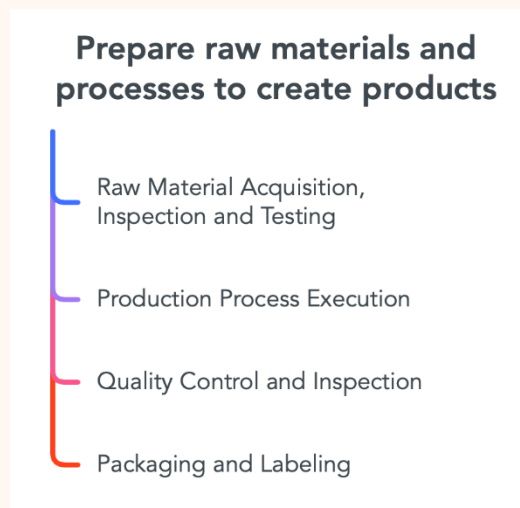 Prepare raw materials and
processes to create products
Raw Material Acquisition,
Inspection and Testing
Production Process Execution
Quality Control and Inspection
Packaging and Labeling